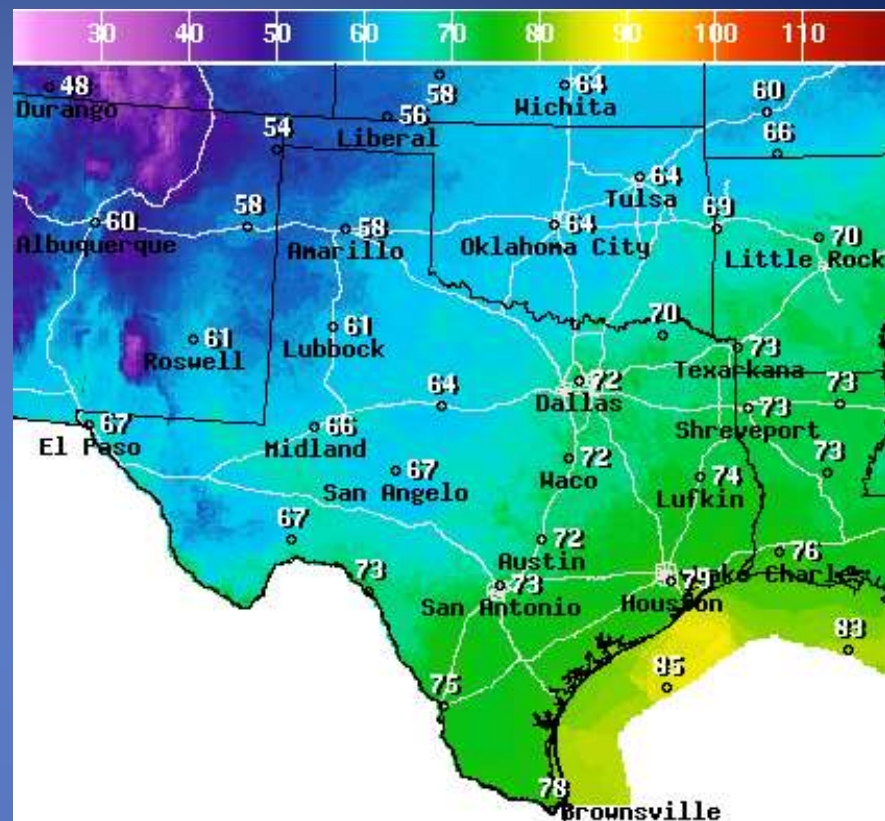 30 40 50 60 70 80 90 100 110
48
Durango
58
64
Wichita
60
56
Liberal
54
66
64
Tulsa
60
Albuquerque
58
58
Amarillo
64
Oklahoma City
69
70
Little Rock
61
Roswell
61
Lubbock
70
73
Texarkana
72
Dallas
64
73
Shreveport
73
67
El Paso
66
Midland
67
San Angelo
72
Waco
74
Lufkin
73
67
72
Austin
76
Lake Charles
73
73
San Antonio
79
Houston
83
85
75
78
Brownsville